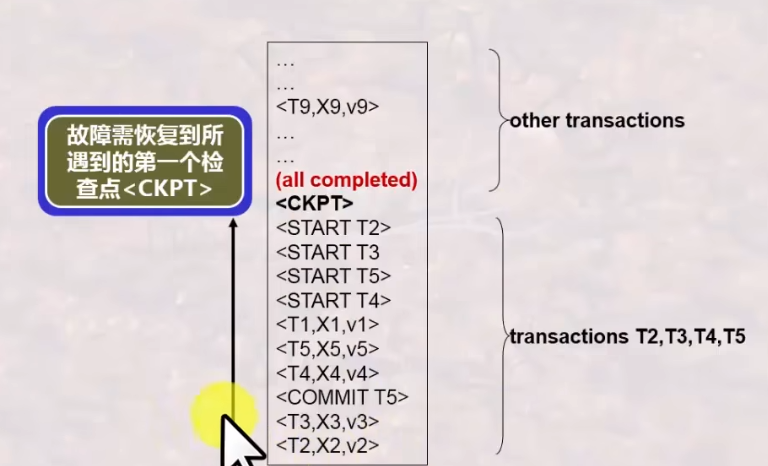 故障需恢复到所
遇到的第一个检
查点<CKPT>
…
…
<T9,X9,v9>
…
…
(all completed)
<CKPT>
<START T2>
<START T3
<START T5>
<START T4>
<T1,X1,v1>
<T5,X5,v5>
<T4,X4,v4>
<COMMIT T5>
<T3,X3,v3>
<T2,X2,v2>
other transactions
transactions T2,T3,T4,T5